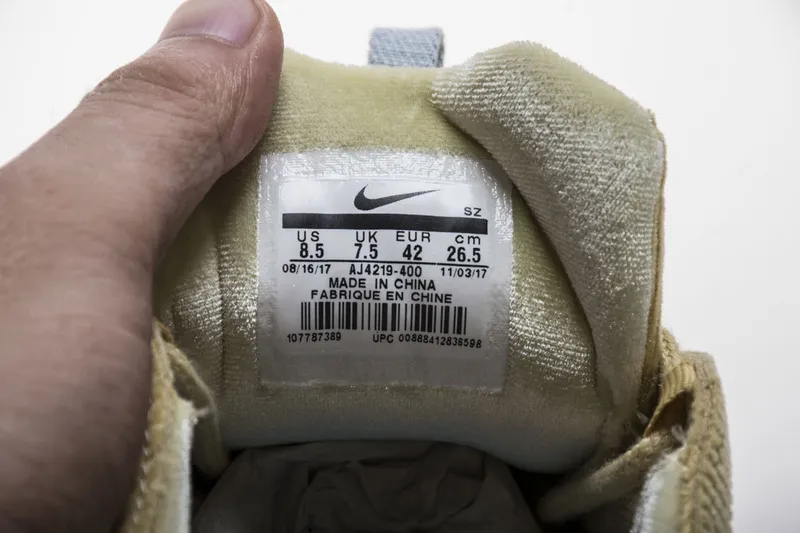 SZ
US UK EUR cm
8.5 7.5 42 26.5
08/16/17 AJ4219-400 11/03/17
MADE IN CHINA
FABRIQUE EN CHINE
107787389 UPC 00888412836598